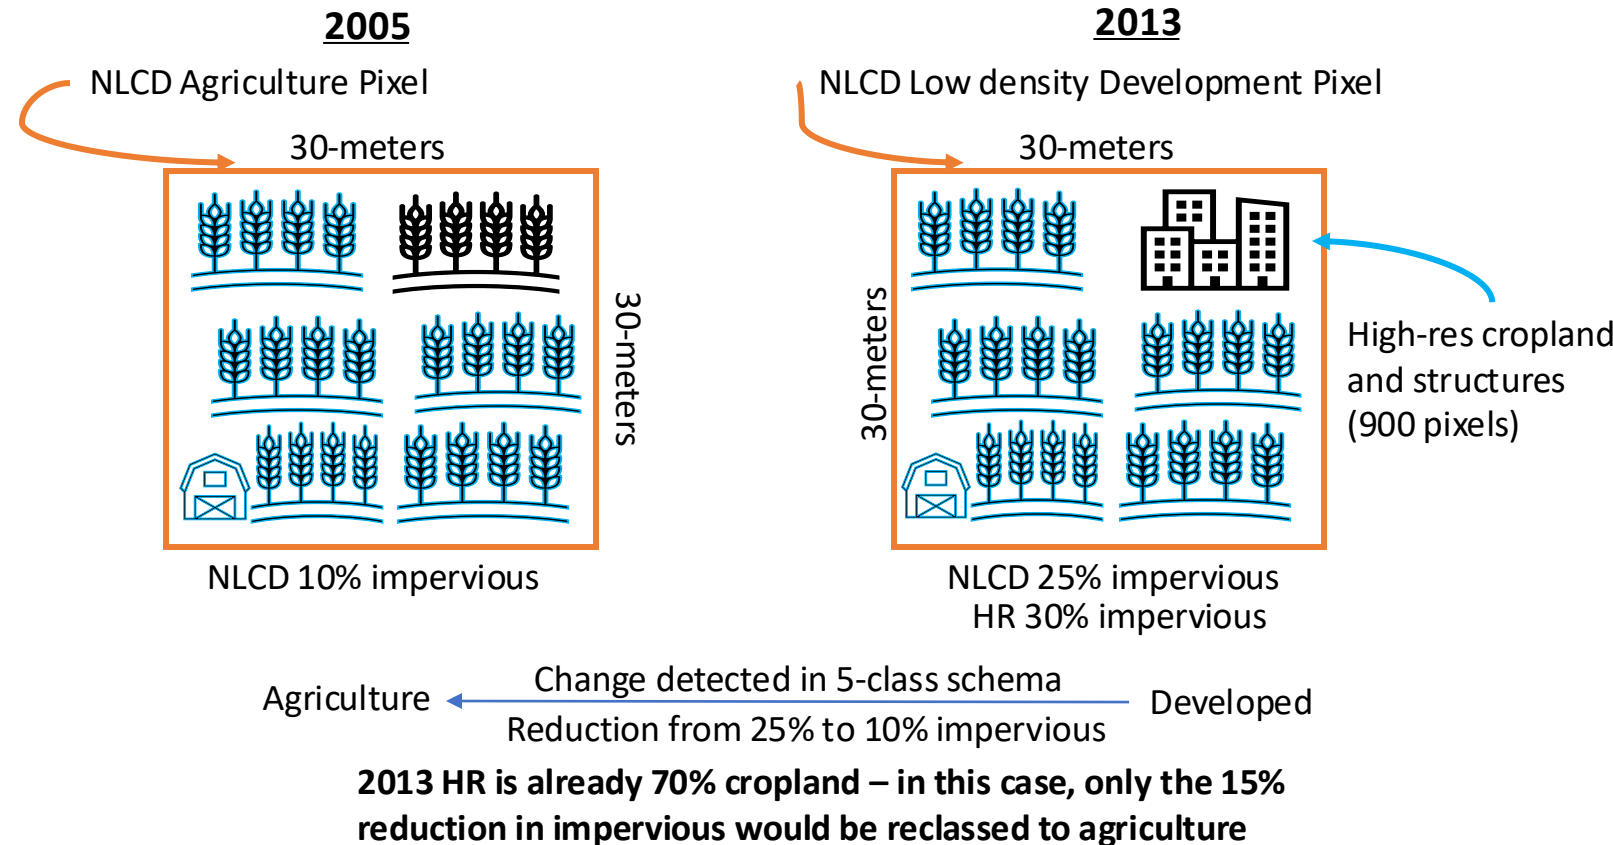 2005
NLCD Agriculture Pixel
30-meters
30-meters
NLCD 10% impervious
2013
NLCD Low density Development Pixel
30-meters
30-meters
High-res cropland
and structures
(900 pixels)
NLCD 25% impervious
HR 30% impervious
Agriculture
Change detected in 5-class schema
Developed
Reduction from 25% to 10% impervious
2013 HR is already 70% cropland – in this case, only the 15%
reduction in impervious would be reclassed to agriculture